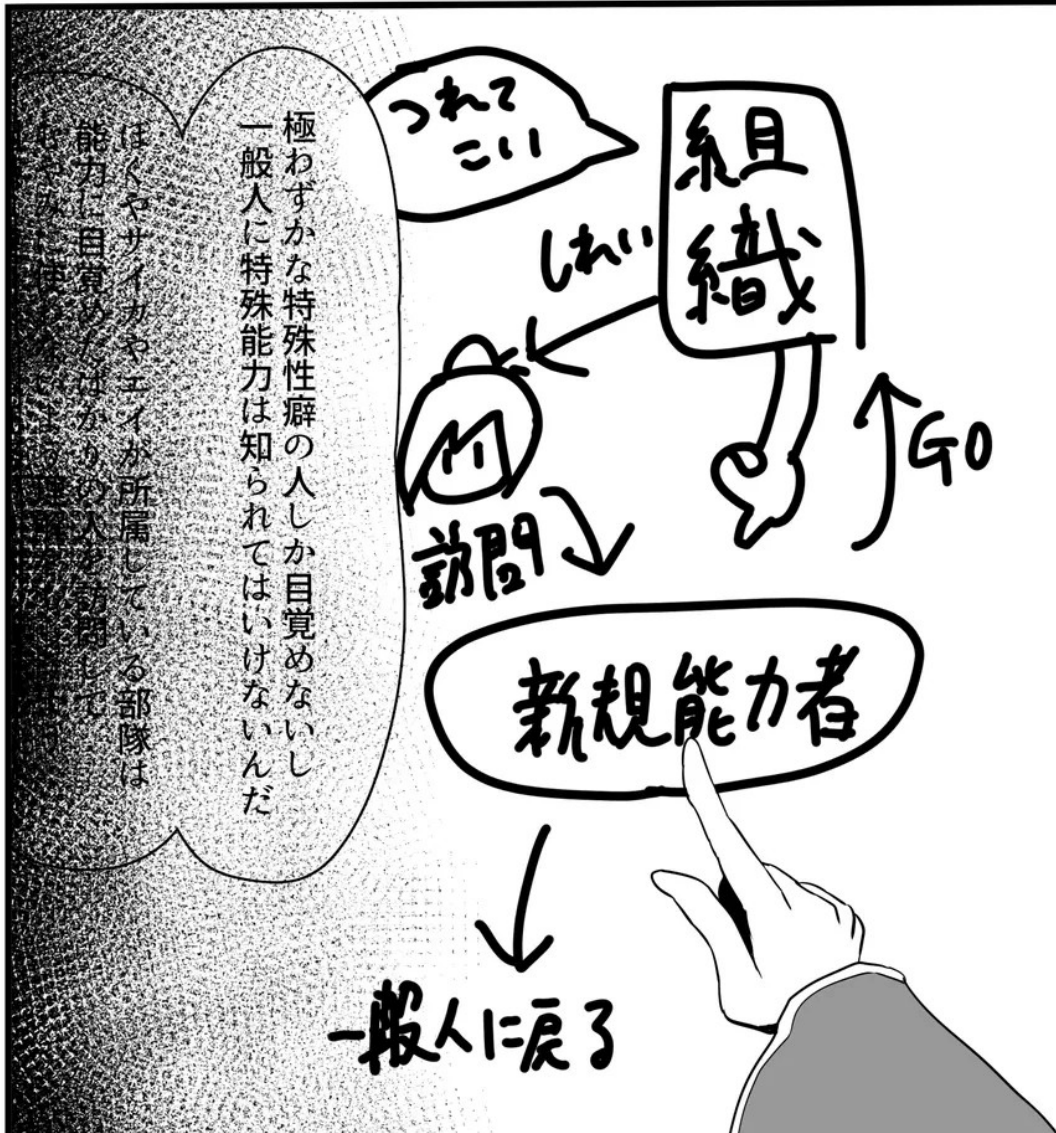 極わずかな特殊性癖の人しか目覚めないし
一般人に特殊能力は知られてはいけないんだ
ぼくやサイカやエイが所属している部隊は
能力に目覚めたばかりの人を訪問して
つれて
こい
組
織
しれい
GO
訪問
新規能力者
一般人に戻る